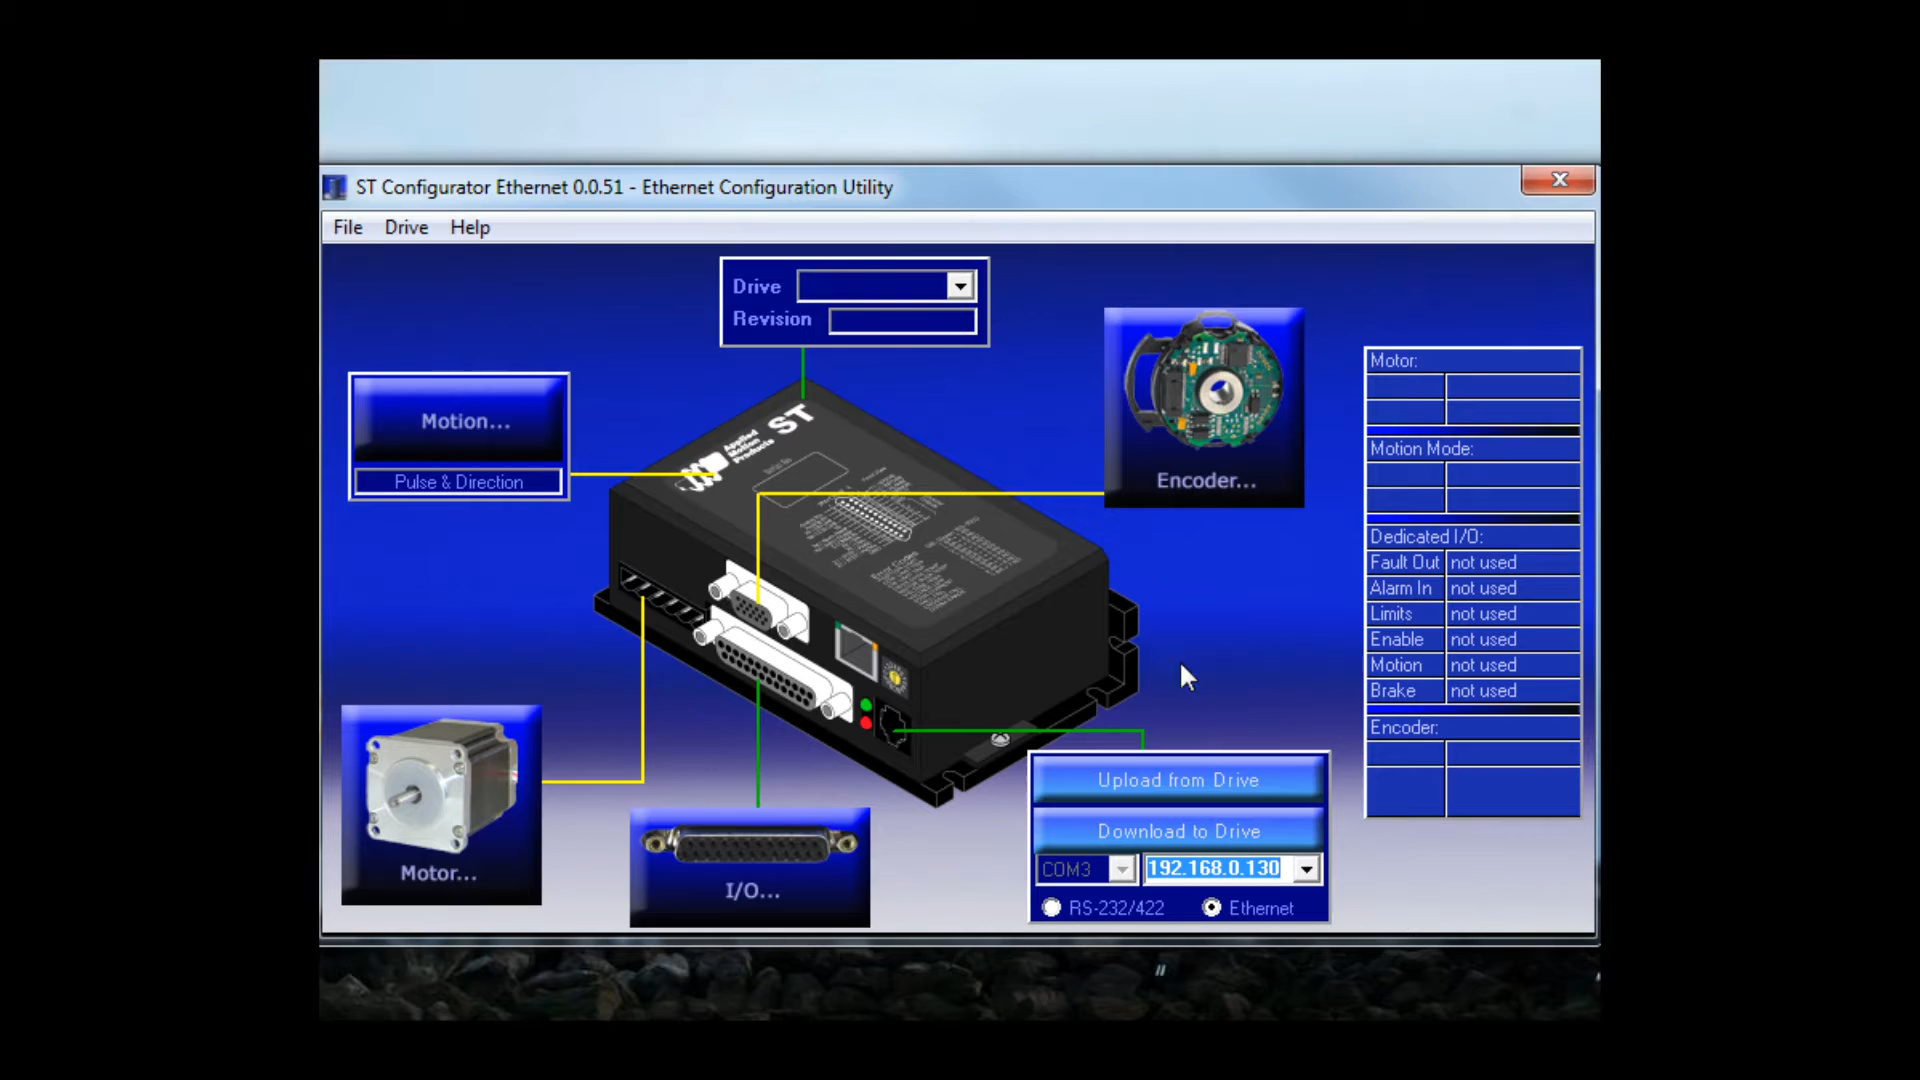 ST Configurator Ethernet 0.0.51 - Ethernet Configuration Utility
File Drive Help
Drive
Revision
Motion...
Pulse & Direction
Encoder...
Applied
Motion
Products
ST
Motor...
I/O...
Upload from Drive
Download to Drive
COM3 192.168.0.130
RS-232/422 Ethernet
Motor:
Motion Mode:
Dedicated I/O:
Fault Out not used
Alarm In not used
Limits not used
Enable not used
Motion not used
Brake not used
Encoder: